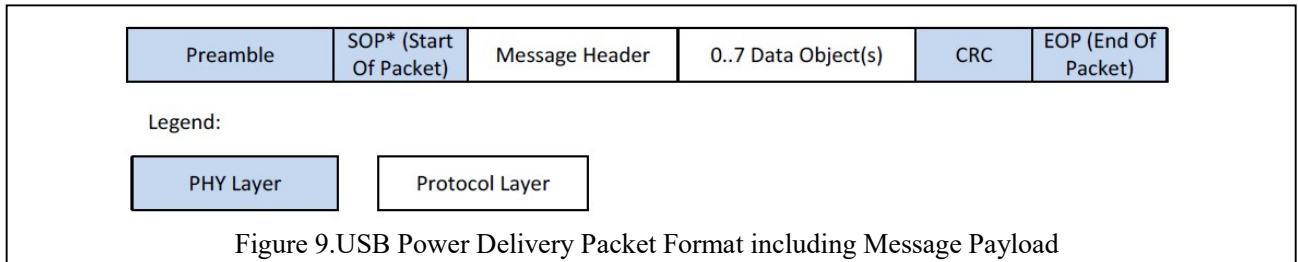 Preamble
SOP* (Start
Of Packet)
Message Header
0..7 Data Object(s)
CRC
EOP (End Of
Packet)
Legend:
PHY Layer
Protocol Layer
Figure 9.USB Power Delivery Packet Format including Message Payload